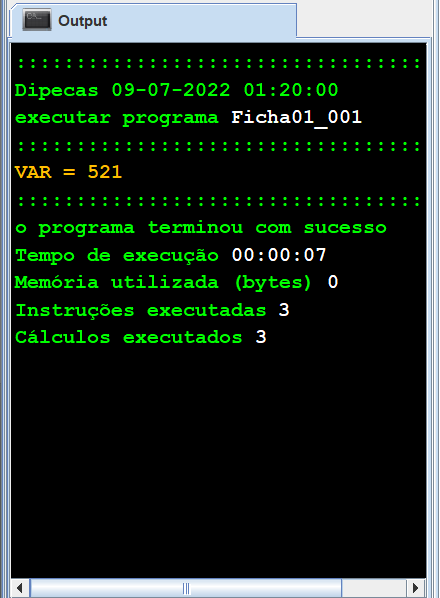 Output
:::::::::::::::::::::::::::::::::::
Dipecas 09-07-2022 01:20:00
executar programa Ficha01_001
:::::::::::::::::::::::::::::::::::
VAR = 521
:::::::::::::::::::::::::::::::::::
o programa terminou com sucesso
Tempo de execução 00:00:07
Memória utilizada (bytes) 0
Instruções executadas 3
Cálculos executados 3